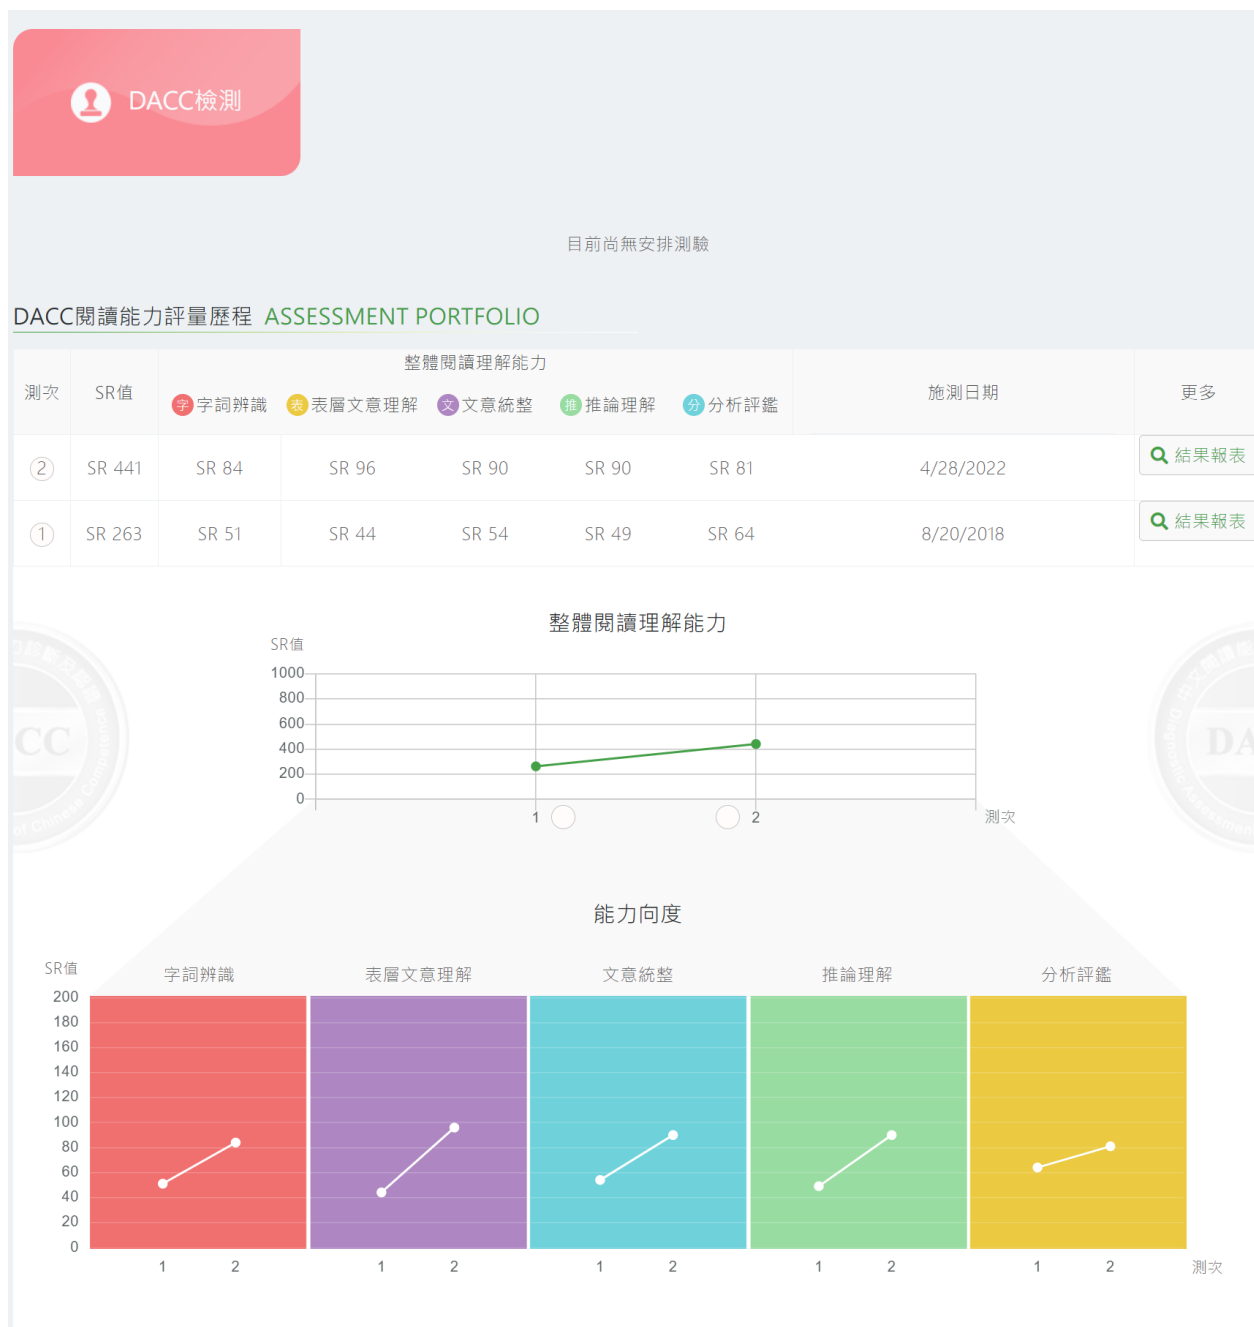 DACC檢測
目前尚無安排測驗
DACC閱讀能力評量歷程 ASSESSMENT PORTFOLIO
測次 SR值 整體閱讀理解能力 施測日期 更多
字 字詞辨識 表 表層文意理解 文 文意統整 推 推論理解 分 分析評鑑
2 SR 441 SR 84 SR 96 SR 90 SR 90 SR 81 4/28/2022 結果報表
1 SR 263 SR 51 SR 44 SR 54 SR 49 SR 64 8/20/2018 結果報表
整體閱讀理解能力
SR值
1000
800
600
400
200
0
1 2 測次
能力向度
SR值 字詞辨識 表層文意理解 文意統整 推論理解 分析評鑑
200
180
160
140
120
100
80
60
40
20
0
1 2 1 2 1 2 1 2 1 2 測次